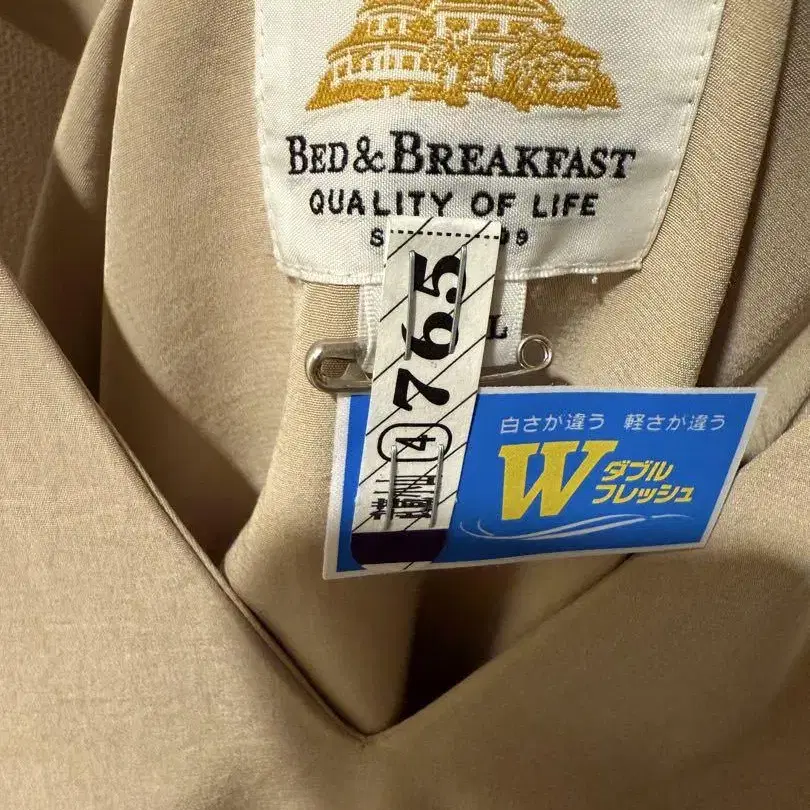 BED & BREAKFAST
QUALITY OF LIFE
L
④ 765
白さが違う 軽さが違う
W
ダブル
フレッシュ